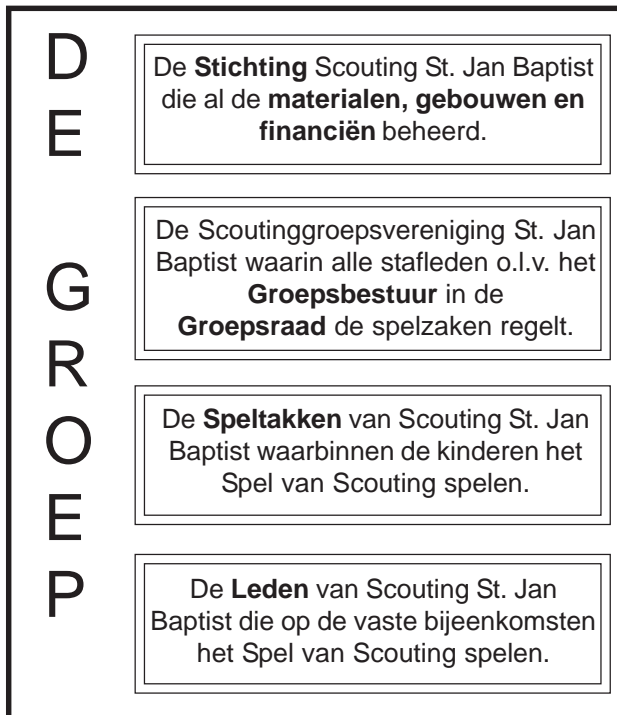 DE GROEP
De Stichting Scouting St. Jan Baptist
die al de materialen, gebouwen en
financiën beheerd.
De Scoutinggroepsvereniging St. Jan
Baptist waarin alle stafleden o.l.v. het
Groepsbestuur in de
Groepsraad de spelzaken regelt.
De Speltakken van Scouting St. Jan
Baptist waarbinnen de kinderen het
Spel van Scouting spelen.
De Leden van Scouting St. Jan
Baptist die op de vaste bijeenkomsten
het Spel van Scouting spelen.